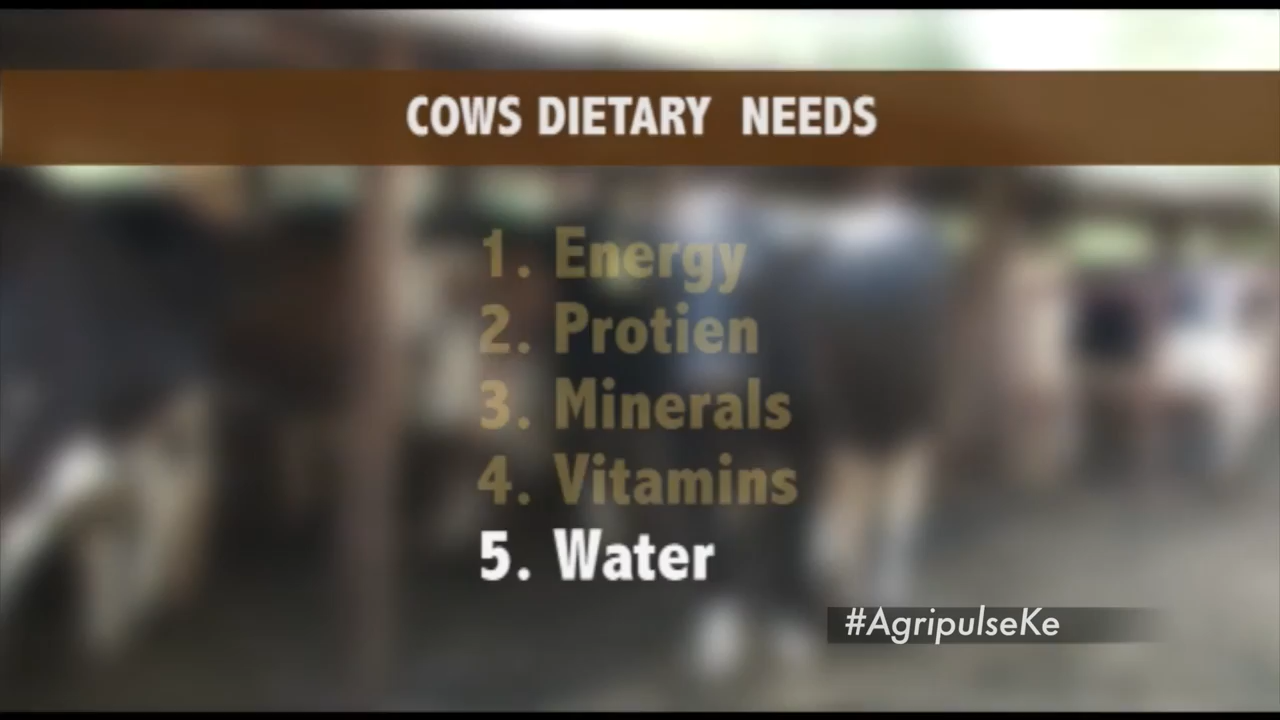 COWS DIETARY NEEDS
1. Energy
2. Protien
3. Minerals
4. Vitamins
5. Water
#AgripulseKe